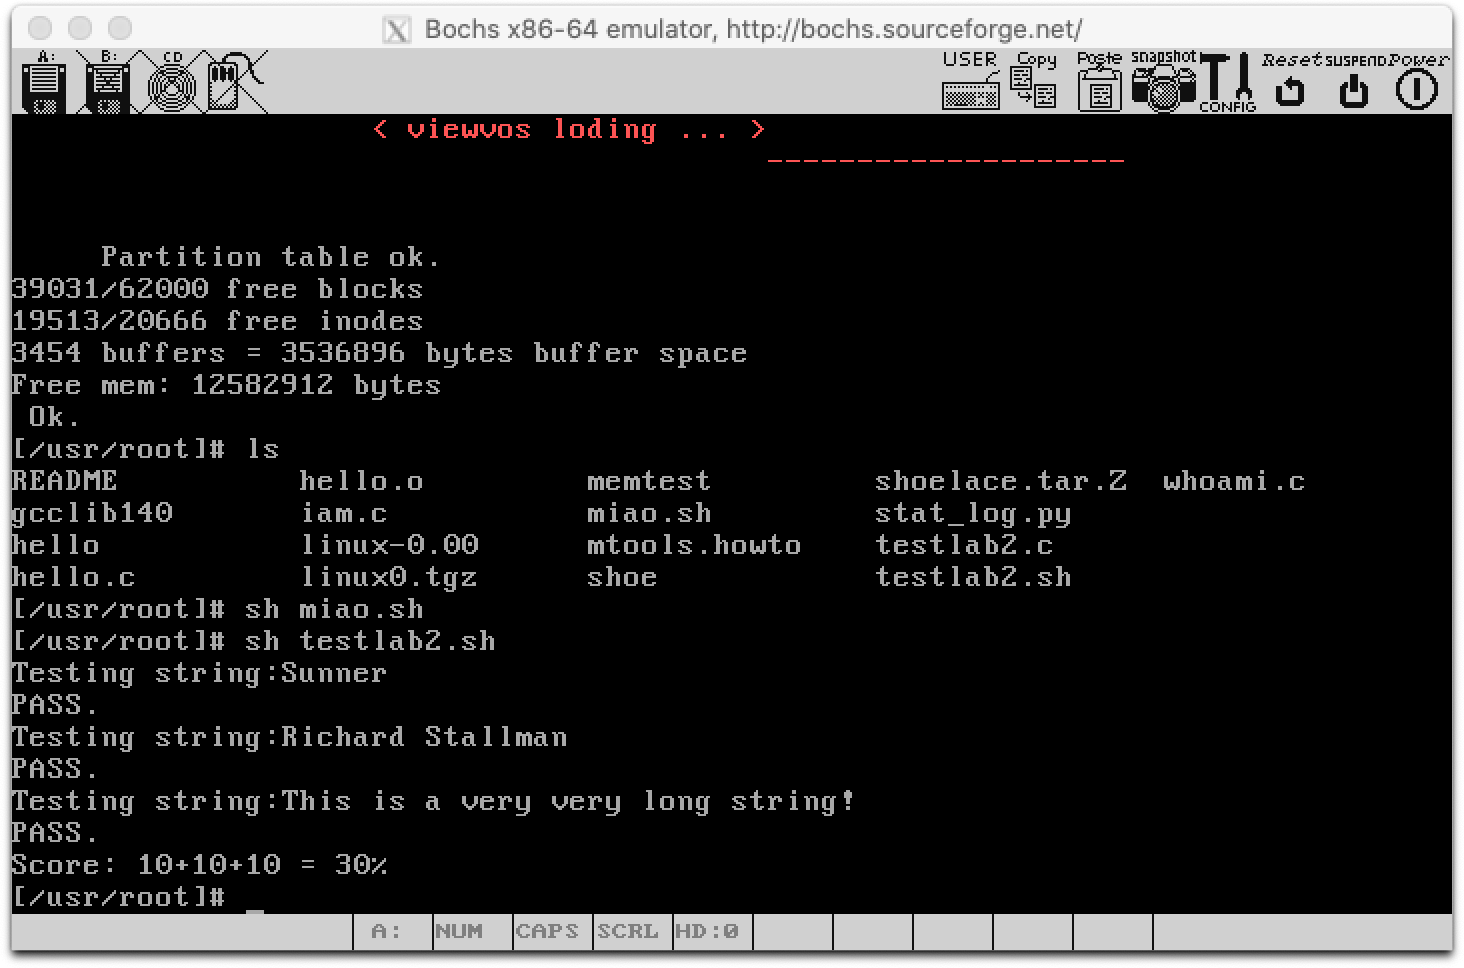 Bochs x86-64 emulator, http://bochs.sourceforge.net/
A: B: CD USER Copy Paste snapshot CONFIG Reset SUSPEND Power
< viewvos loding ... >
--------------------
Partition table ok.
39031/62000 free blocks
19513/20666 free inodes
3454 buffers = 3536896 bytes buffer space
Free mem: 12582912 bytes
Ok.
[/usr/root]# ls
README hello.o memtest shoelace.tar.Z whoami.c
gcclib140 iam.c miao.sh stat_log.py
hello linux-0.00 mtools.howto testlab2.c
hello.c linux0.tgz shoe testlab2.sh
[/usr/root]# sh miao.sh
[/usr/root]# sh testlab2.sh
Testing string:Sunner
PASS.
Testing string:Richard Stallman
PASS.
Testing string:This is a very very long string!
PASS.
Score: 10+10+10 = 30%
[/usr/root]#
A: NUM CAPS SCRL HD:0